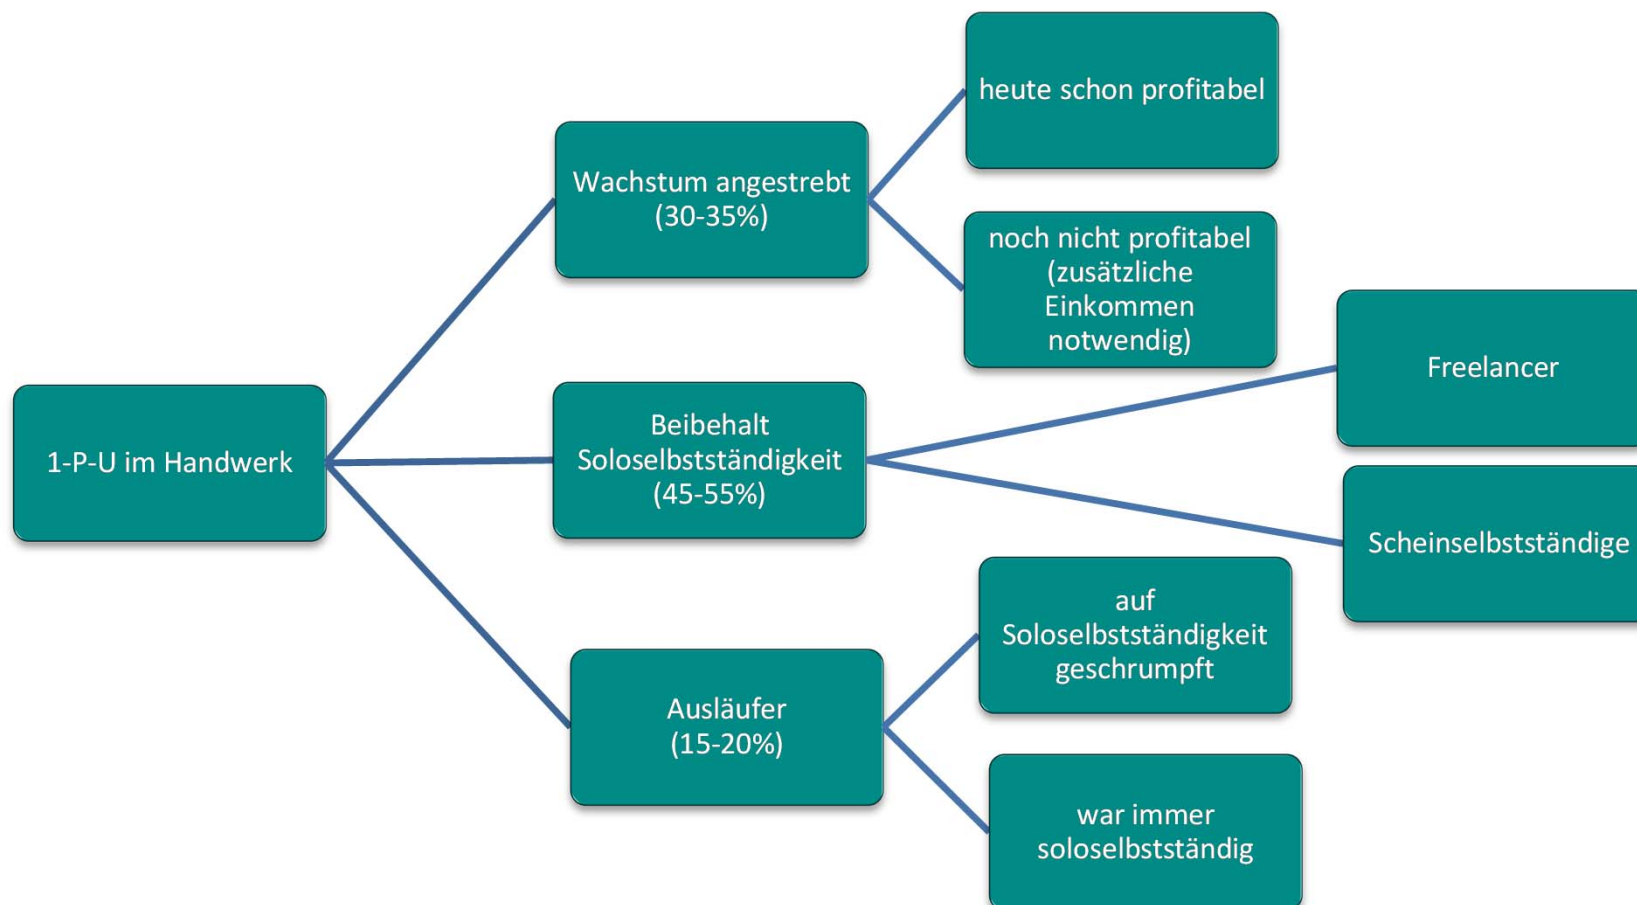 1-P-U im Handwerk
Wachstum angestrebt
(30-35%)
heute schon profitabel
noch nicht profitabel
(zusätzliche
Einkommen
notwendig)
Beibehalt
Soloselbstständigkeit
(45-55%)
Freelancer
Scheinselbstständige
Ausläufer
(15-20%)
auf
Soloselbstständigkeit
geschrumpft
war immer
soloselbstständig